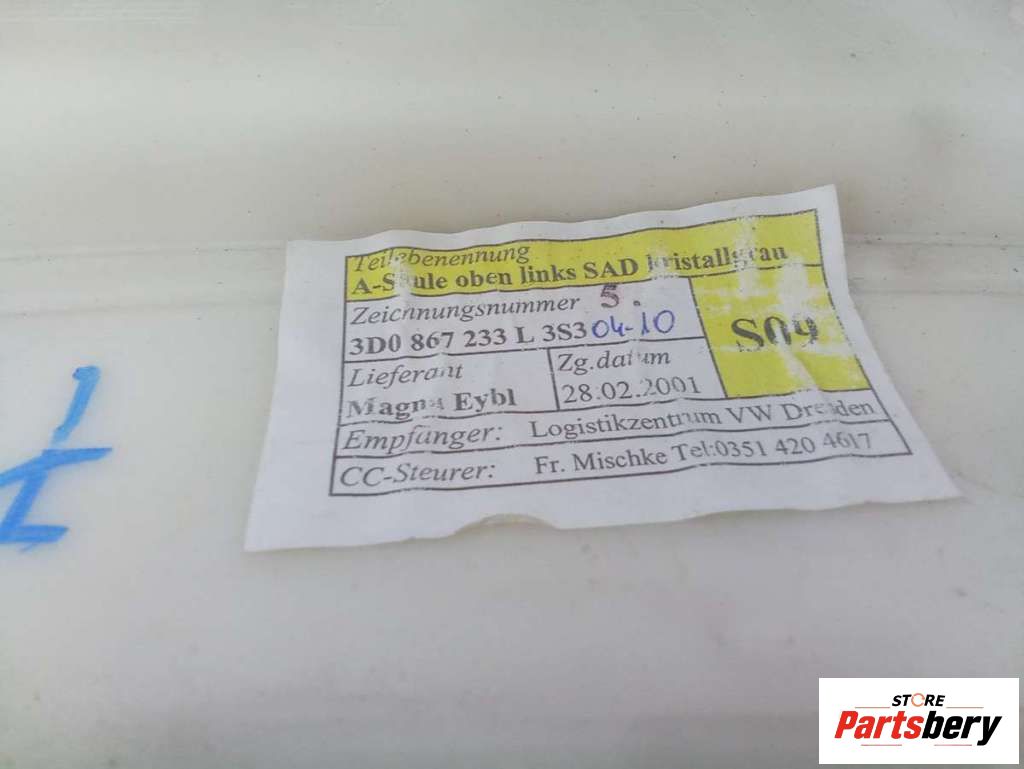 Teilebenennung
A-Säule oben links SAD kristallgrau
Zeichnungsnummer 5.
3D0 867 233 L 3S3 04-10
S09
Lieferant
Magna Eybl
Zg.datum
28.02.2001
Empfänger: Logistikzentrum VW Dresden
CC-Steurer: Fr. Mischke Tel:0351 420 4617
STORE
Partsbery